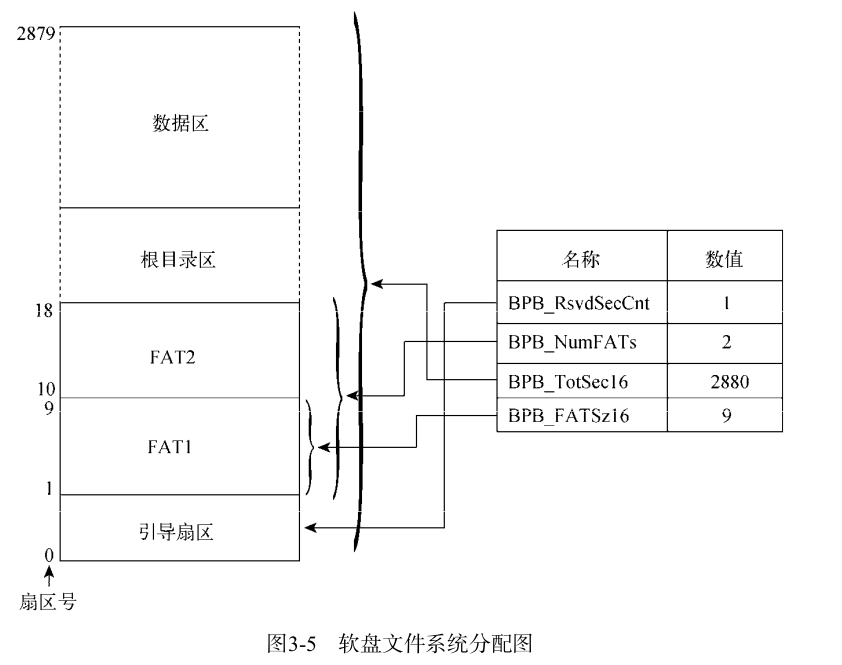 2879
数据区
根目录区
18
FAT2
10
9
FAT1
1
引导扇区
0
扇区号
名称 数值
BPB_RsvdSecCnt 1
BPB_NumFATs 2
BPB_TotSec16 2880
BPB_FATSz16 9
图3-5 软盘文件系统分配图